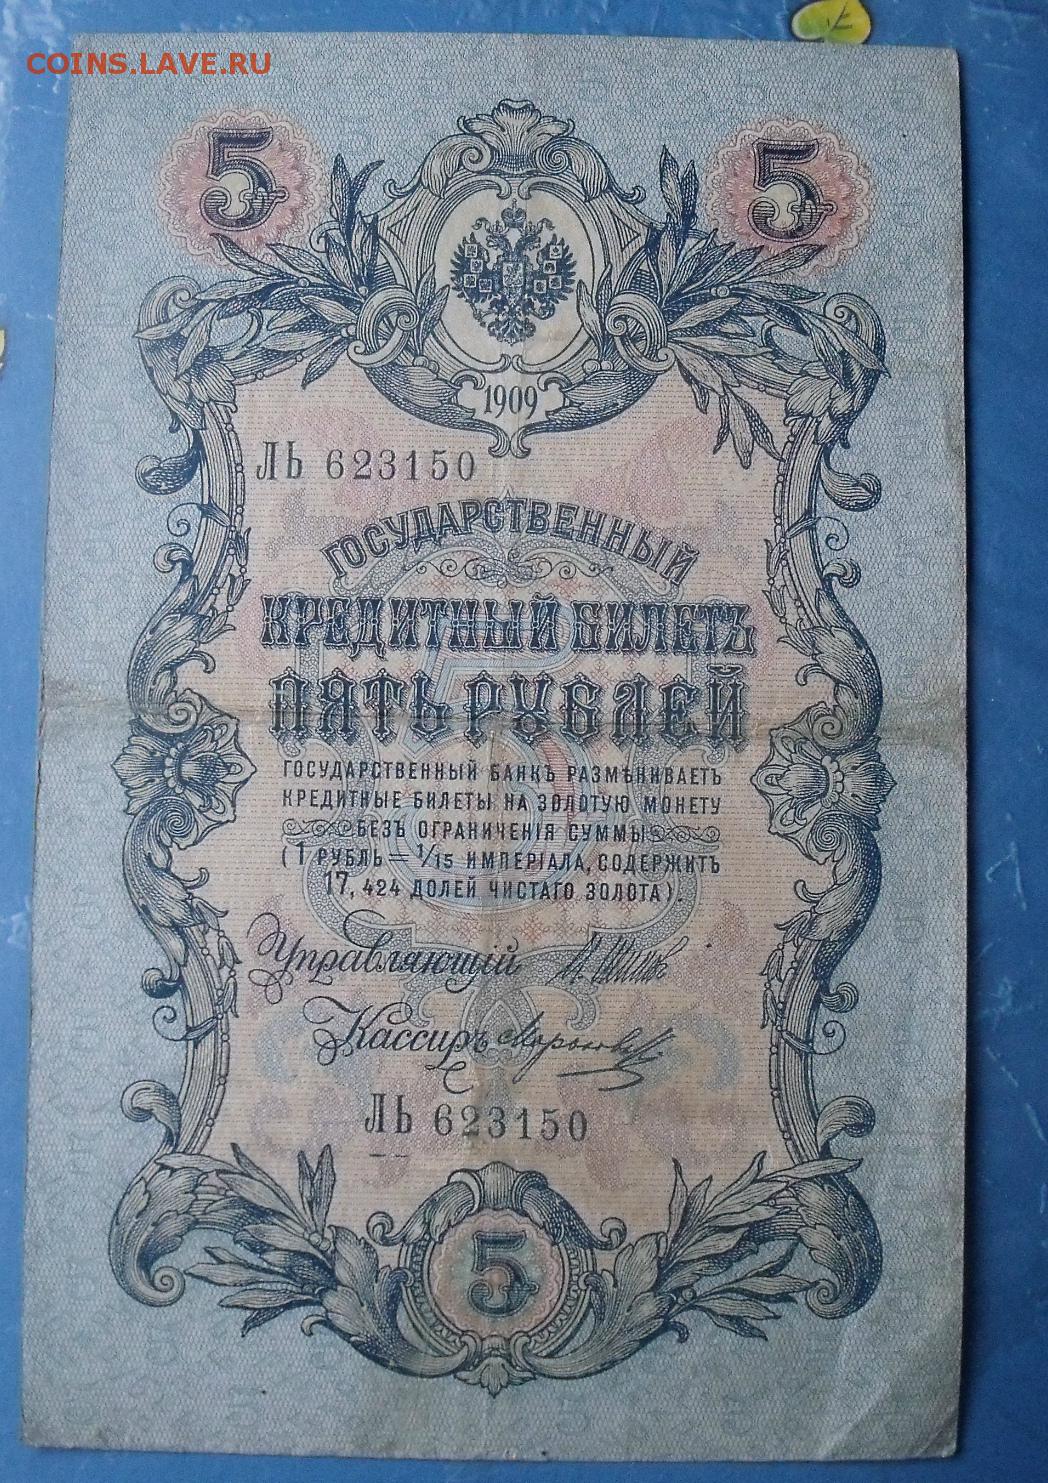 COINS.LAVE.RU
5 5
1909
ЛЬ 623150
ГОСУДАРСТВЕННЫЙ
КРЕДИТНЫЙ БИЛЕТЪ
ПЯТЬ РУБЛЕЙ
ГОСУДАРСТВЕННЫЙ БАНКЪ РАЗМѢНИВАЕТЪ
КРЕДИТНЫЕ БИЛЕТЫ НА ЗОЛОТУЮ МОНЕТУ
БЕЗЪ ОГРАНИЧЕНІЯ СУММЫ
(1 РУБЛЬ = 1/15 ИМПЕРІАЛА, СОДЕРЖИТЪ
17,424 ДОЛЕЙ ЧИСТАГО ЗОЛОТА).
Управляющій
Кассиръ
ЛЬ 623150
5